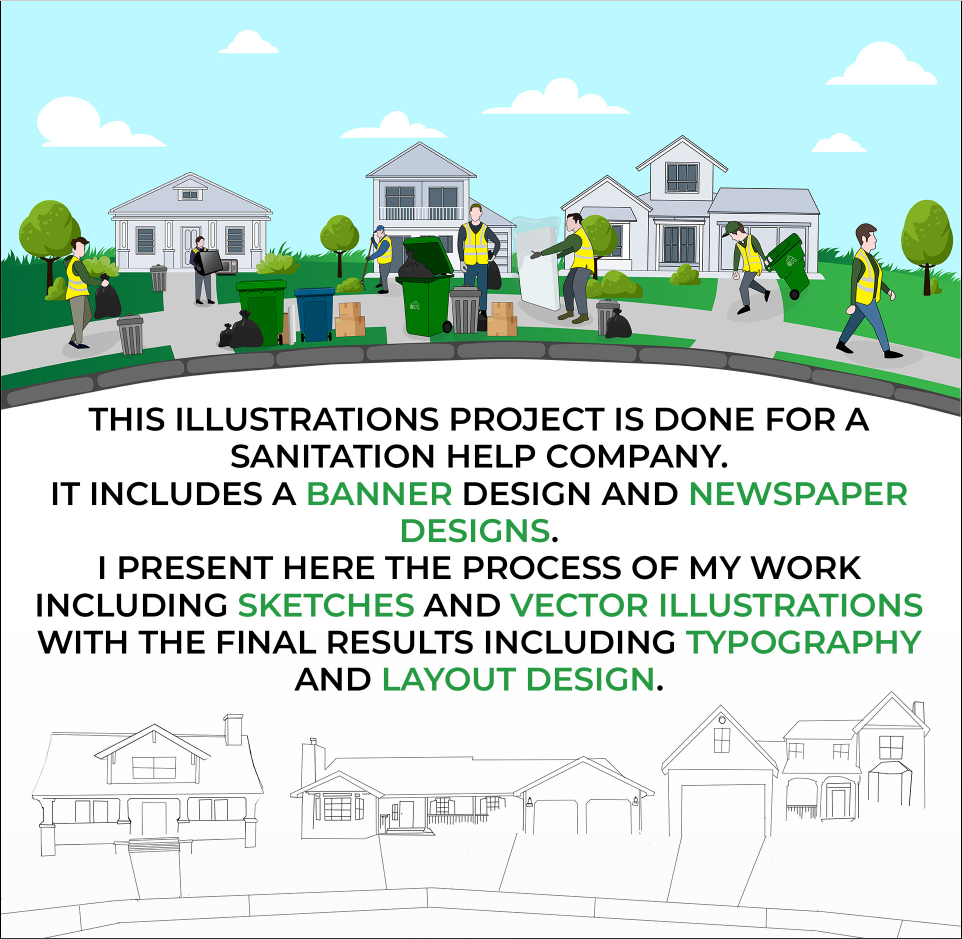 THIS ILLUSTRATIONS PROJECT IS DONE FOR A
SANITATION HELP COMPANY.
IT INCLUDES A BANNER DESIGN AND NEWSPAPER
DESIGNS.
I PRESENT HERE THE PROCESS OF MY WORK
INCLUDING SKETCHES AND VECTOR ILLUSTRATIONS
WITH THE FINAL RESULTS INCLUDING TYPOGRAPHY
AND LAYOUT DESIGN.